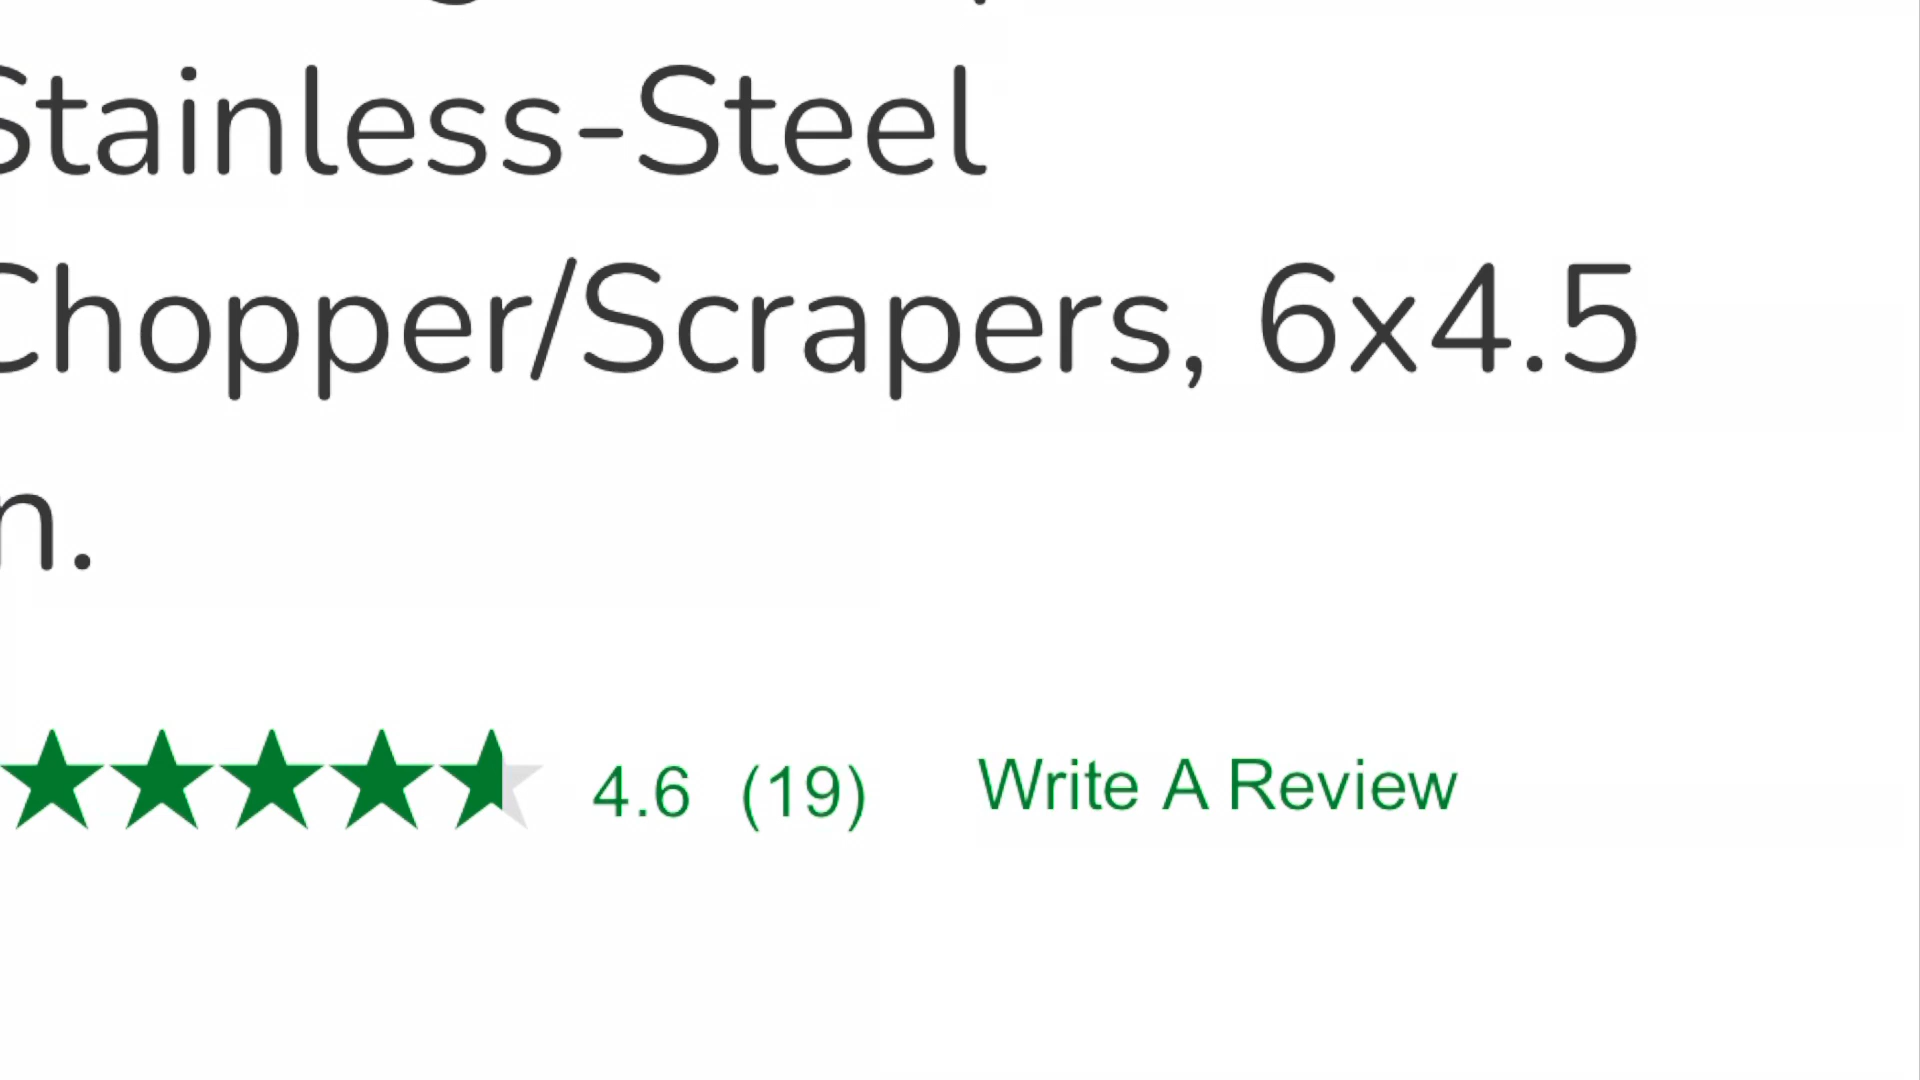 Stainless-Steel
Chopper/Scrapers, 6x4.5
n.
4.6 (19) Write A Review